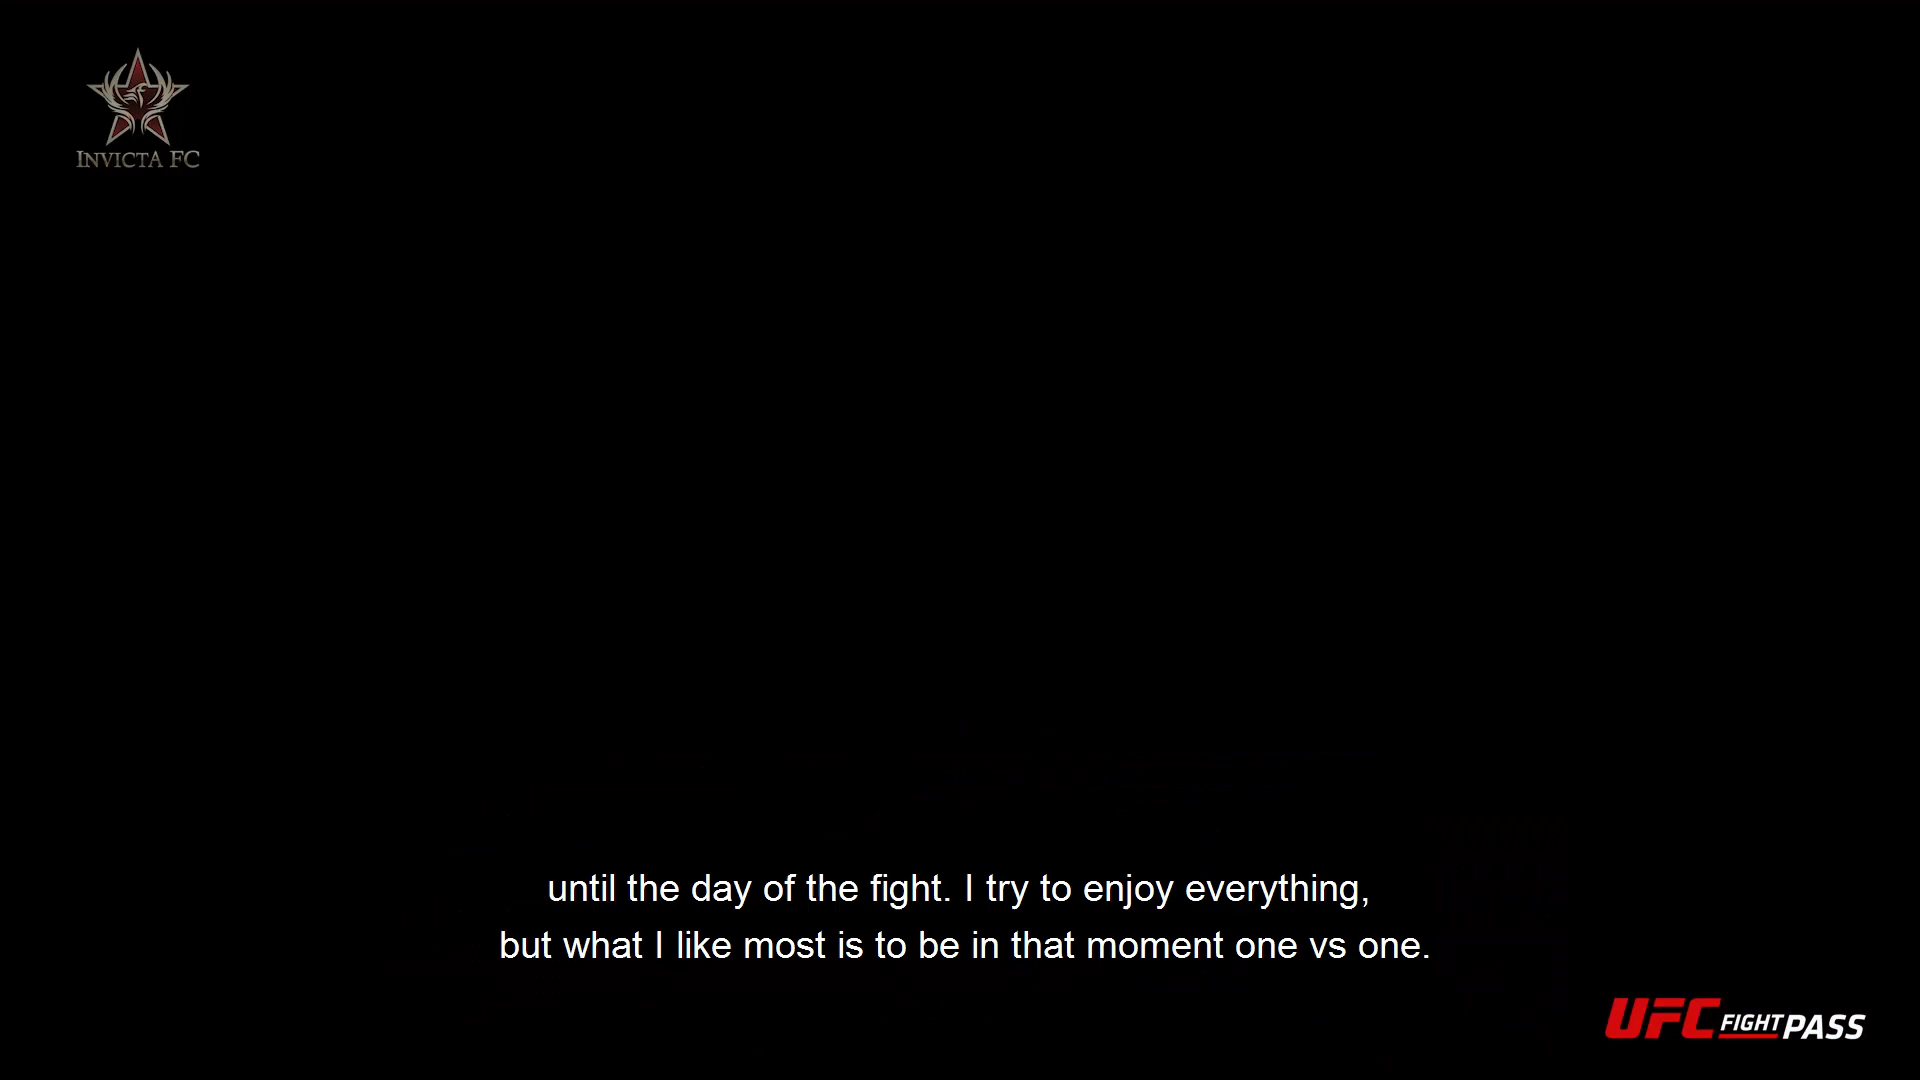 INVICTA FC
until the day of the fight. I try to enjoy everything,
but what I like most is to be in that moment one vs one.
UFC FIGHT PASS